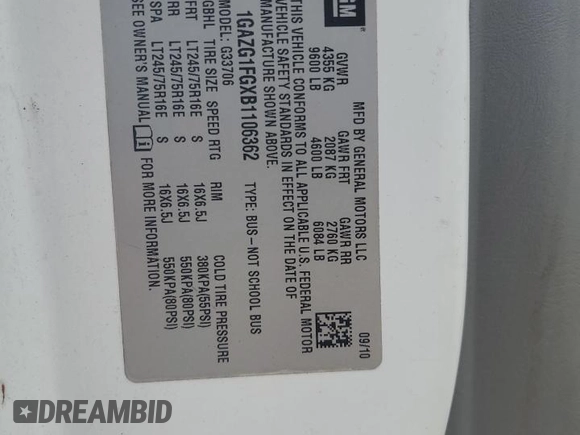 GM
MFD BY GENERAL MOTORS LLC
09/10
GVWR GAWR FRT GAWR RR
4355 KG 2087 KG 2760 KG
9600 LB 4600 LB 6084 LB
THIS VEHICLE CONFORMS TO ALL APPLICABLE U.S. FEDERAL MOTOR
VEHICLE SAFETY STANDARDS IN EFFECT ON THE DATE OF
MANUFACTURE SHOWN ABOVE.
1GAZG1FGXB1106362 TYPE: BUS–NOT SCHOOL BUS
MODEL: G33706
GBHL TIRE SIZE SPEED RTG RIM COLD TIRE PRESSURE
FRT LT245/75R16E S 16X6.5J 380KPA(55PSI)
RR LT245/75R16E S 16X6.5J 550KPA(80PSI)
SPA LT245/75R16E S 16X6.5J 550KPA(80PSI)
SEE OWNER'S MANUAL FOR MORE INFORMATION.
DREAMBID